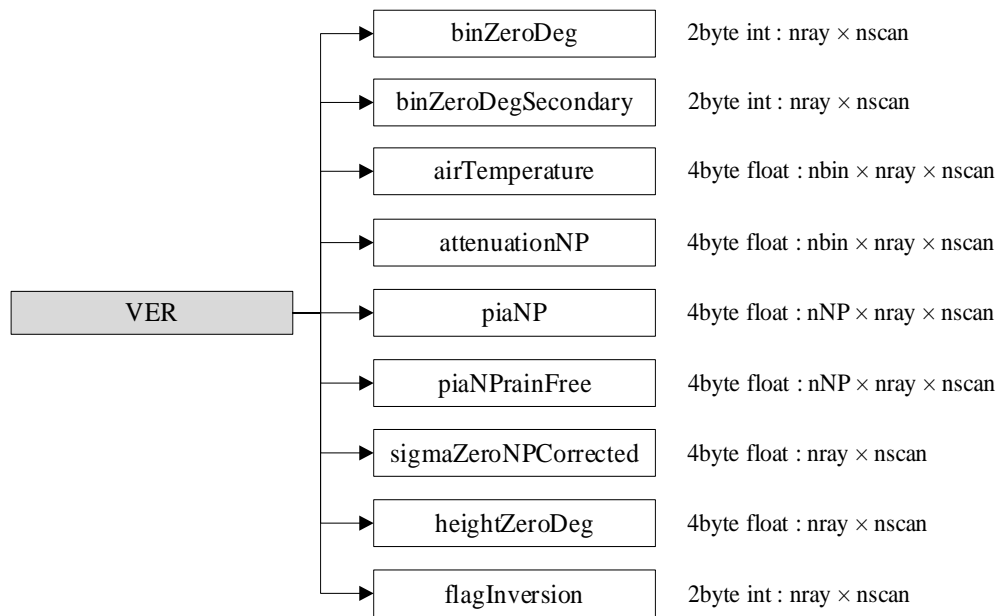 binZeroDeg 2byte int : nray × nscan
binZeroDegSecondary 2byte int : nray × nscan
airTemperature 4byte float : nbin × nray × nscan
attenuationNP 4byte float : nbin × nray × nscan
VER piaNP 4byte float : nNP × nray × nscan
piaNPrainFree 4byte float : nNP × nray × nscan
sigmaZeroNPCorrected 4byte float : nray × nscan
heightZeroDeg 4byte float : nray × nscan
flagInversion 2byte int : nray × nscan